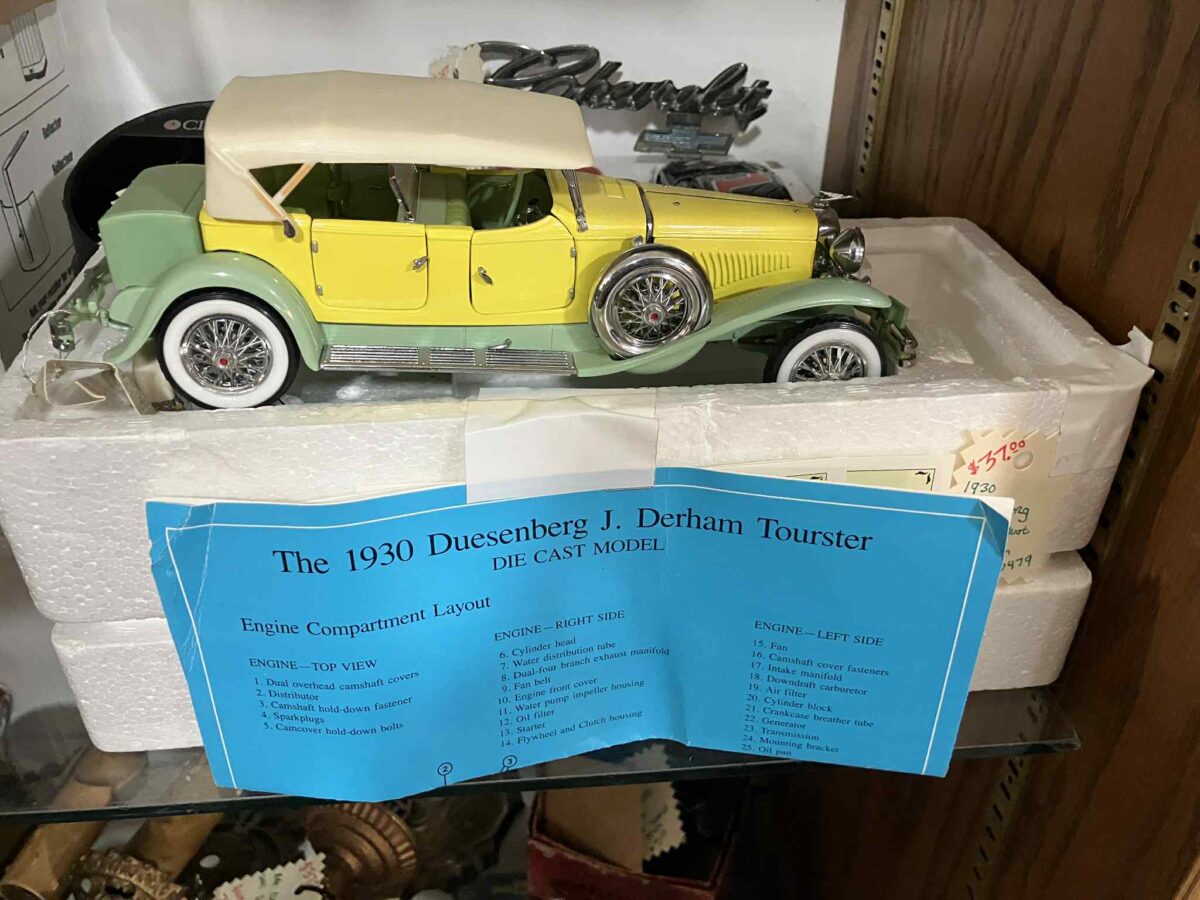 CI
Beverly
$37.00
1930
The 1930 Duesenberg J. Derham Tourster
DIE CAST MODEL
Engine Compartment Layout
ENGINE—TOP VIEW
1. Dual overhead camshaft covers
2. Distributor
3. Camshaft hold-down fastener
4. Sparkplugs
5. Camcover hold-down bolts
ENGINE—RIGHT SIDE
6. Cylinder head
7. Water distribution tube
8. Dual-four branch exhaust manifold
9. Fan belt
10. Engine front cover
11. Water pump impeller housing
12. Oil filter
13. Starter
14. Flywheel and Clutch housing
ENGINE—LEFT SIDE
15. Fan
16. Camshaft cover fasteners
17. Intake manifold
18. Downdraft carburetor
19. Air filter
20. Cylinder block
21. Crankcase breather tube
22. Generator
23. Transmission
24. Mounting bracket
25. Oil pan
2
3